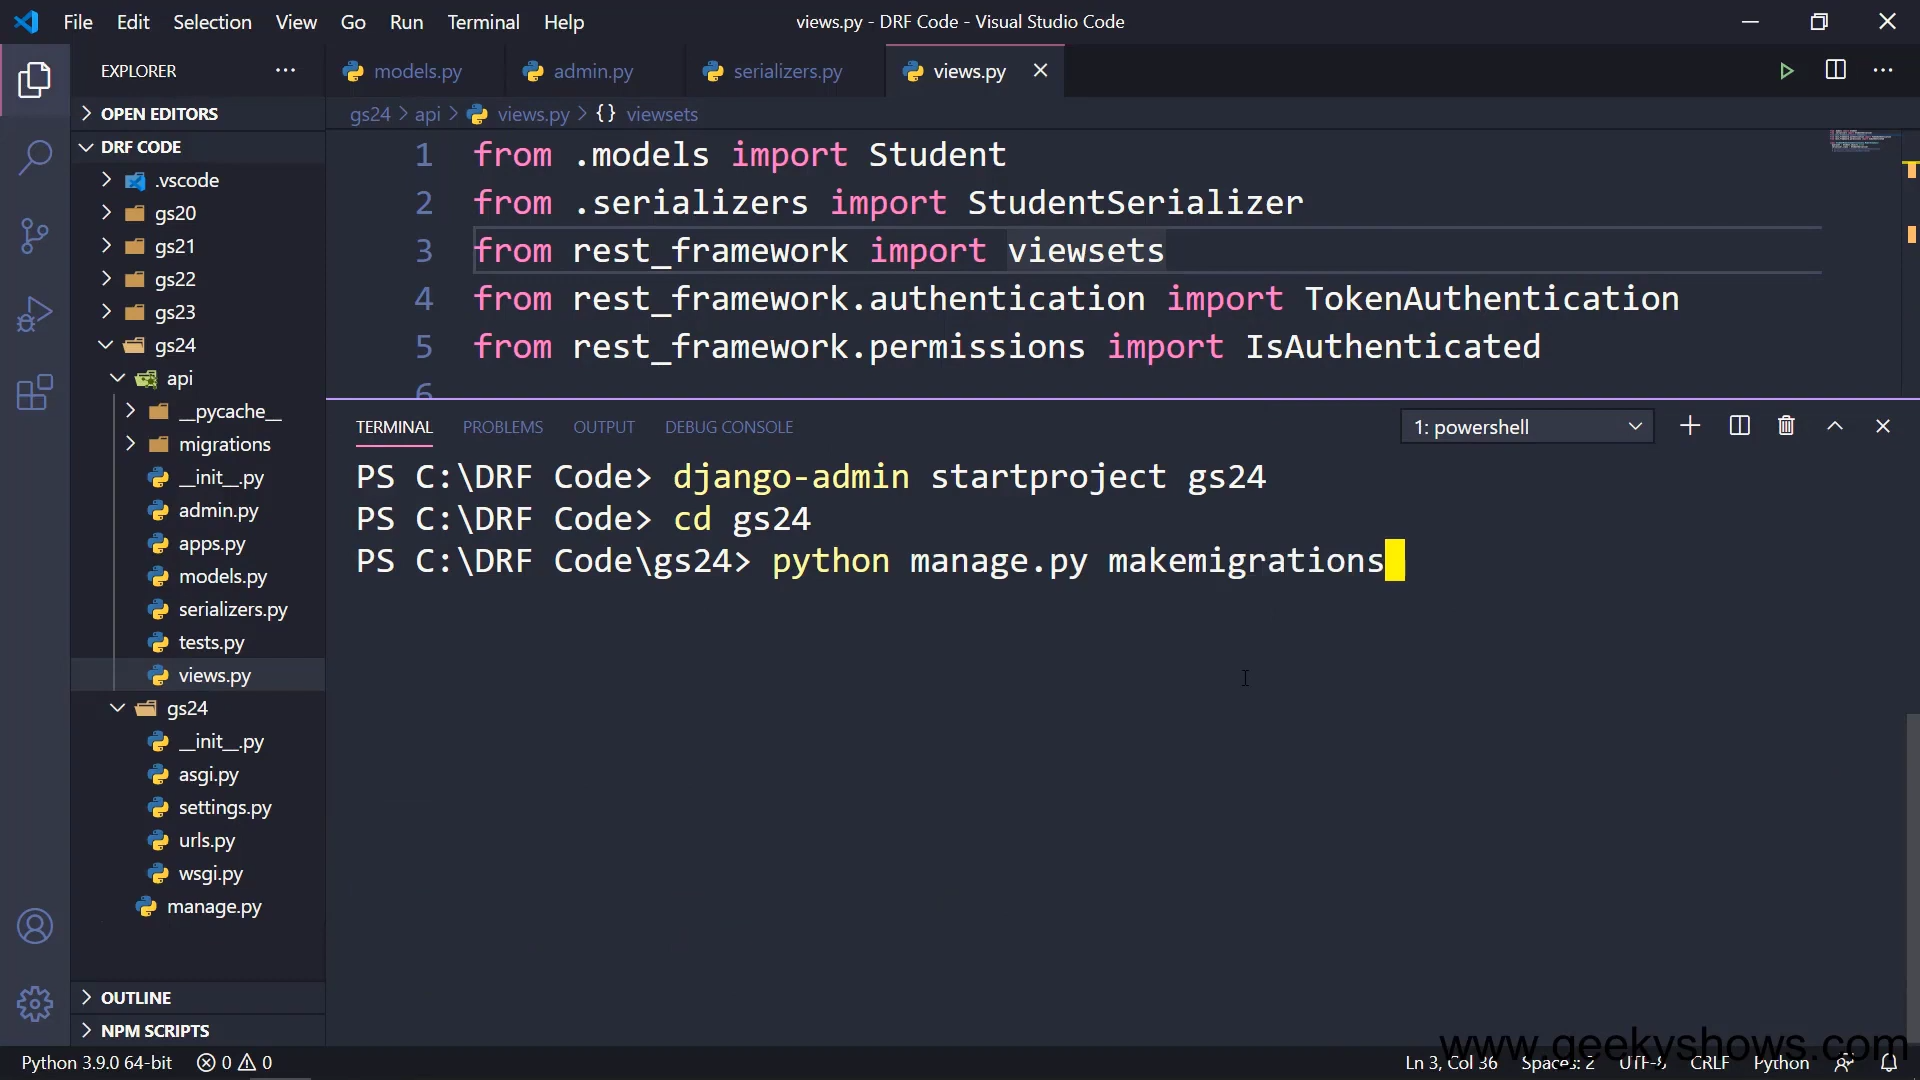 File Edit Selection View Go Run Terminal Help
views.py - DRF Code - Visual Studio Code
EXPLORER
OPEN EDITORS
DRF CODE
.vscode
gs20
gs21
gs22
gs23
gs24
api
__pycache__
migrations
__init__.py
admin.py
apps.py
models.py
serializers.py
tests.py
views.py
gs24
__init__.py
asgi.py
settings.py
urls.py
wsgi.py
manage.py
OUTLINE
NPM SCRIPTS
models.py admin.py serializers.py views.py
gs24 > api > views.py > {} viewsets
1 from .models import Student
2 from .serializers import StudentSerializer
3 from rest_framework import viewsets
4 from rest_framework.authentication import TokenAuthentication
5 from rest_framework.permissions import IsAuthenticated
6
TERMINAL PROBLEMS OUTPUT DEBUG CONSOLE
1: powershell
PS C:\DRF Code> django-admin startproject gs24
PS C:\DRF Code> cd gs24
PS C:\DRF Code\gs24> python manage.py makemigrations
www.geekyshows.com
Python 3.9.0 64-bit 0 0
Ln 3, Col 36 Spaces: 2 UTF-8 CRLF Python